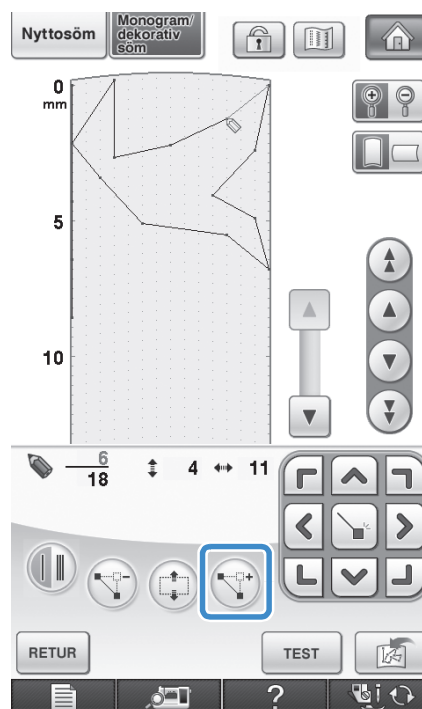 Nyttosöm
Monogram/
dekorativ
söm
0
mm
5
10
6
18
4
11
RETUR
TEST
?